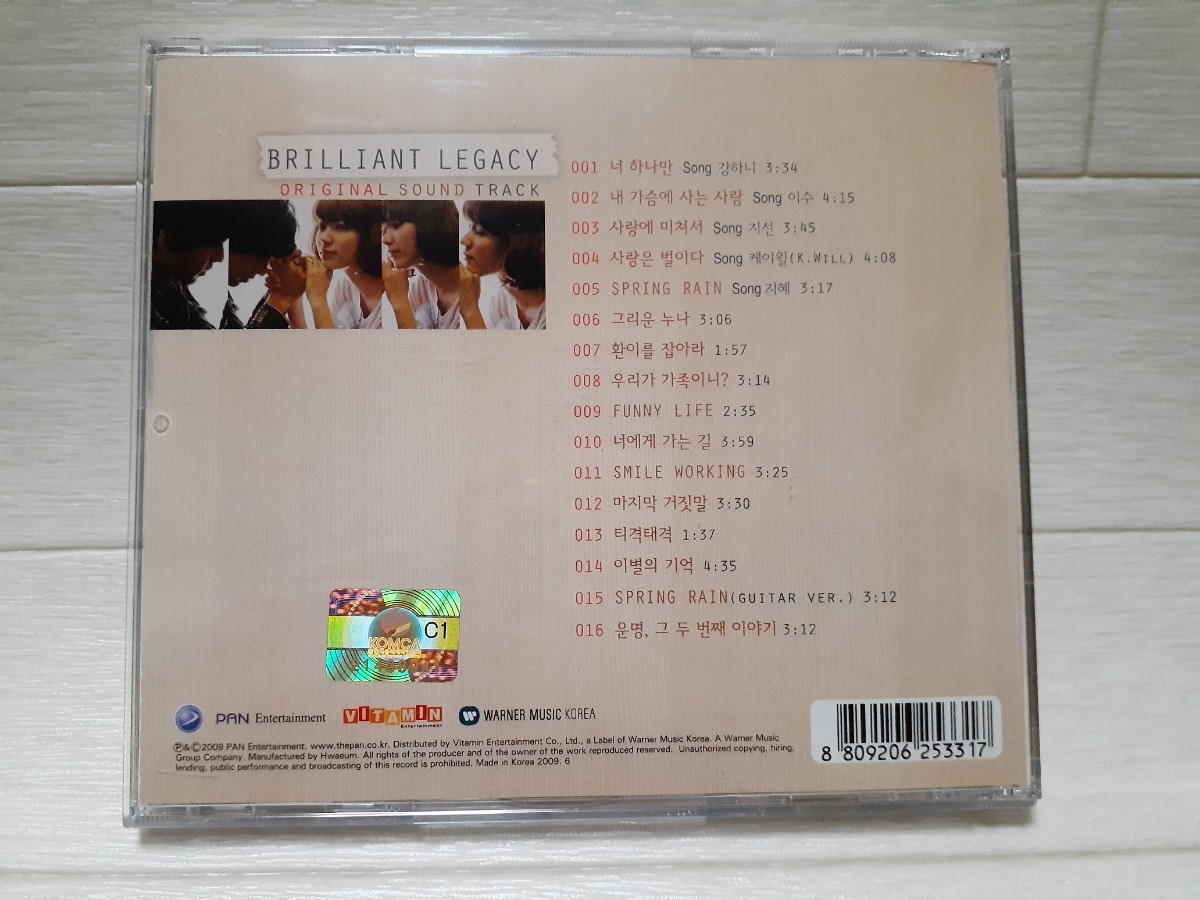 BRILLIANT LEGACY
ORIGINAL SOUND TRACK
001 너 하나만 Song 강하니 3:34
002 내 가슴에 사는 사람 Song 이수 4:15
003 사랑에 미쳐서 Song 지선 3:45
004 사랑은 벌이다 Song 케이윌(K.WILL) 4:08
005 SPRING RAIN Song 지혜 3:17
006 그리운 누나 3:06
007 환이를 잡아라 1:57
008 우리가 가족이니? 3:14
009 FUNNY LIFE 2:35
010 너에게 가는 길 3:59
011 SMILE WORKING 3:25
012 마지막 거짓말 3:30
013 티격태격 1:37
014 이별의 기억 4:35
015 SPRING RAIN(GUITAR VER.) 3:12
016 운명, 그 두 번째 이야기 3:12
C1
KOMCA
PAN Entertainment
VITAMIN
Entertainment
WARNER MUSIC KOREA
℗&©2009 PAN Entertainment. www.thepan.co.kr. Distributed by Vitamin Entertainment Co., Ltd., a Label of Warner Music Korea. A Warner Music
Group Company. Manufactured by Hwaeum. All rights of the producer and of the owner of the work reproduced reserved. Unauthorized copying, hiring,
lending, public performance and broadcasting of this record is prohibited. Made in Korea 2009. 6
8 809206 253317